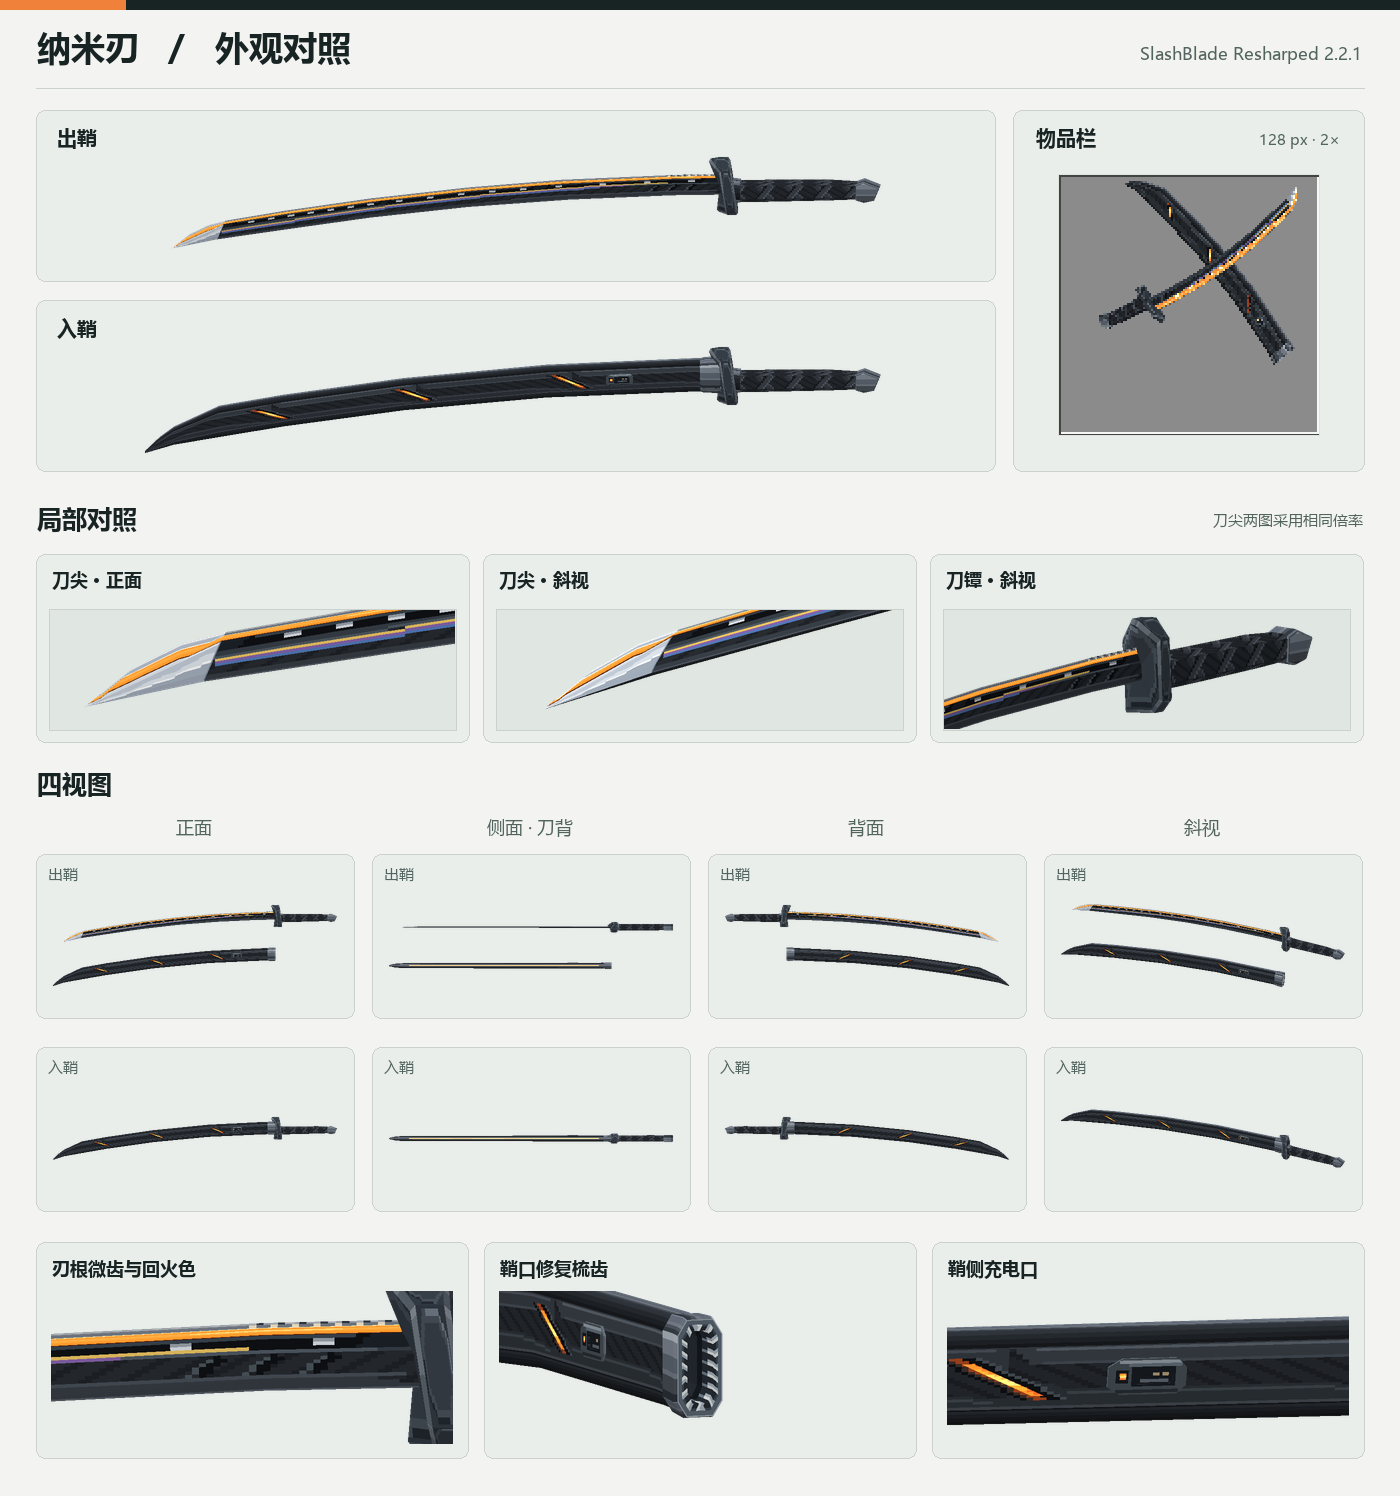 纳米刃 / 外观对照
SlashBlade Resharped 2.2.1
出鞘
物品栏
128 px · 2×
入鞘
局部对照
刀尖两图采用相同倍率
刀尖 · 正面
刀尖 · 斜视
刀镡 · 斜视
四视图
正面
侧面 · 刀背
背面
斜视
出鞘
出鞘
出鞘
出鞘
入鞘
入鞘
入鞘
入鞘
刃根微齿与回火色
鞘口修复梳齿
鞘侧充电口